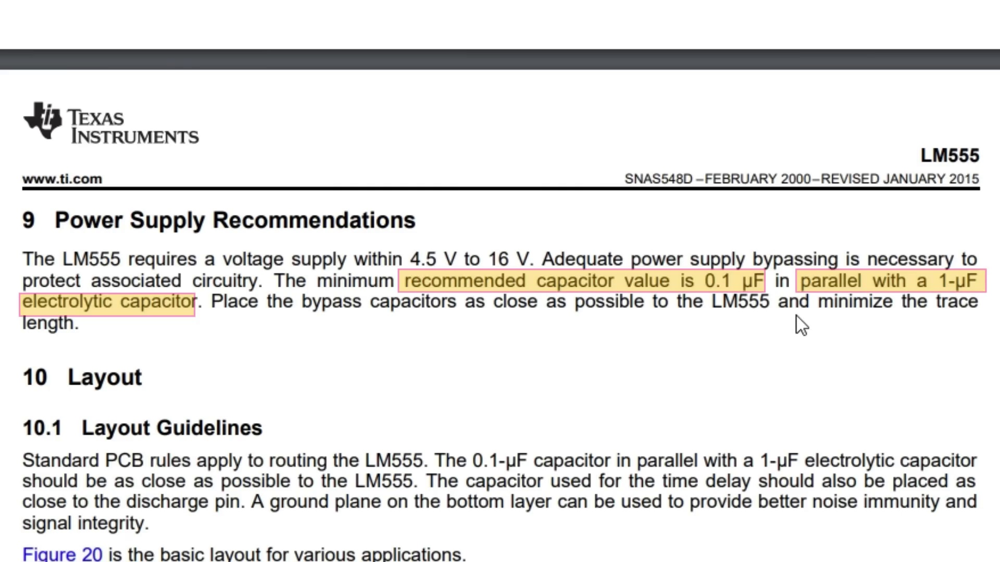 TEXAS
INSTRUMENTS
LM555
www.ti.com SNAS548D –FEBRUARY 2000–REVISED JANUARY 2015
9 Power Supply Recommendations
The LM555 requires a voltage supply within 4.5 V to 16 V. Adequate power supply bypassing is necessary to
protect associated circuitry. The minimum recommended capacitor value is 0.1 μF in parallel with a 1-μF
electrolytic capacitor. Place the bypass capacitors as close as possible to the LM555 and minimize the trace
length.
10 Layout
10.1 Layout Guidelines
Standard PCB rules apply to routing the LM555. The 0.1-μF capacitor in parallel with a 1-μF electrolytic capacitor
should be as close as possible to the LM555. The capacitor used for the time delay should also be placed as
close to the discharge pin. A ground plane on the bottom layer can be used to provide better noise immunity and
signal integrity.
Figure 20 is the basic layout for various applications.